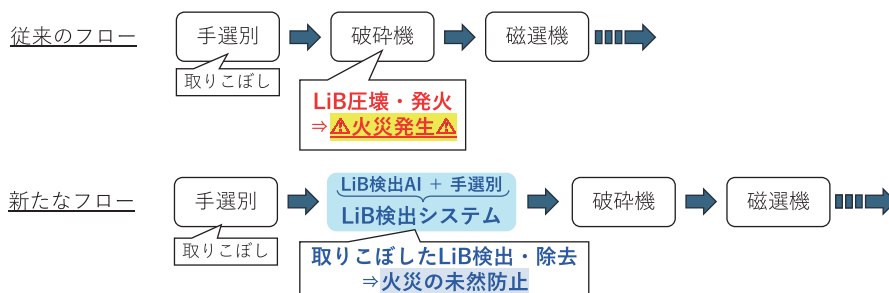 従来のフロー
手選別
破砕機
磁選機
取りこぼし
LiB圧壊・発火
⇒⚠火災発生⚠
新たなフロー
手選別
LiB検出AI + 手選別
LiB検出システム
破砕機
磁選機
取りこぼし
取りこぼしたLiB検出・除去
⇒火災の未然防止